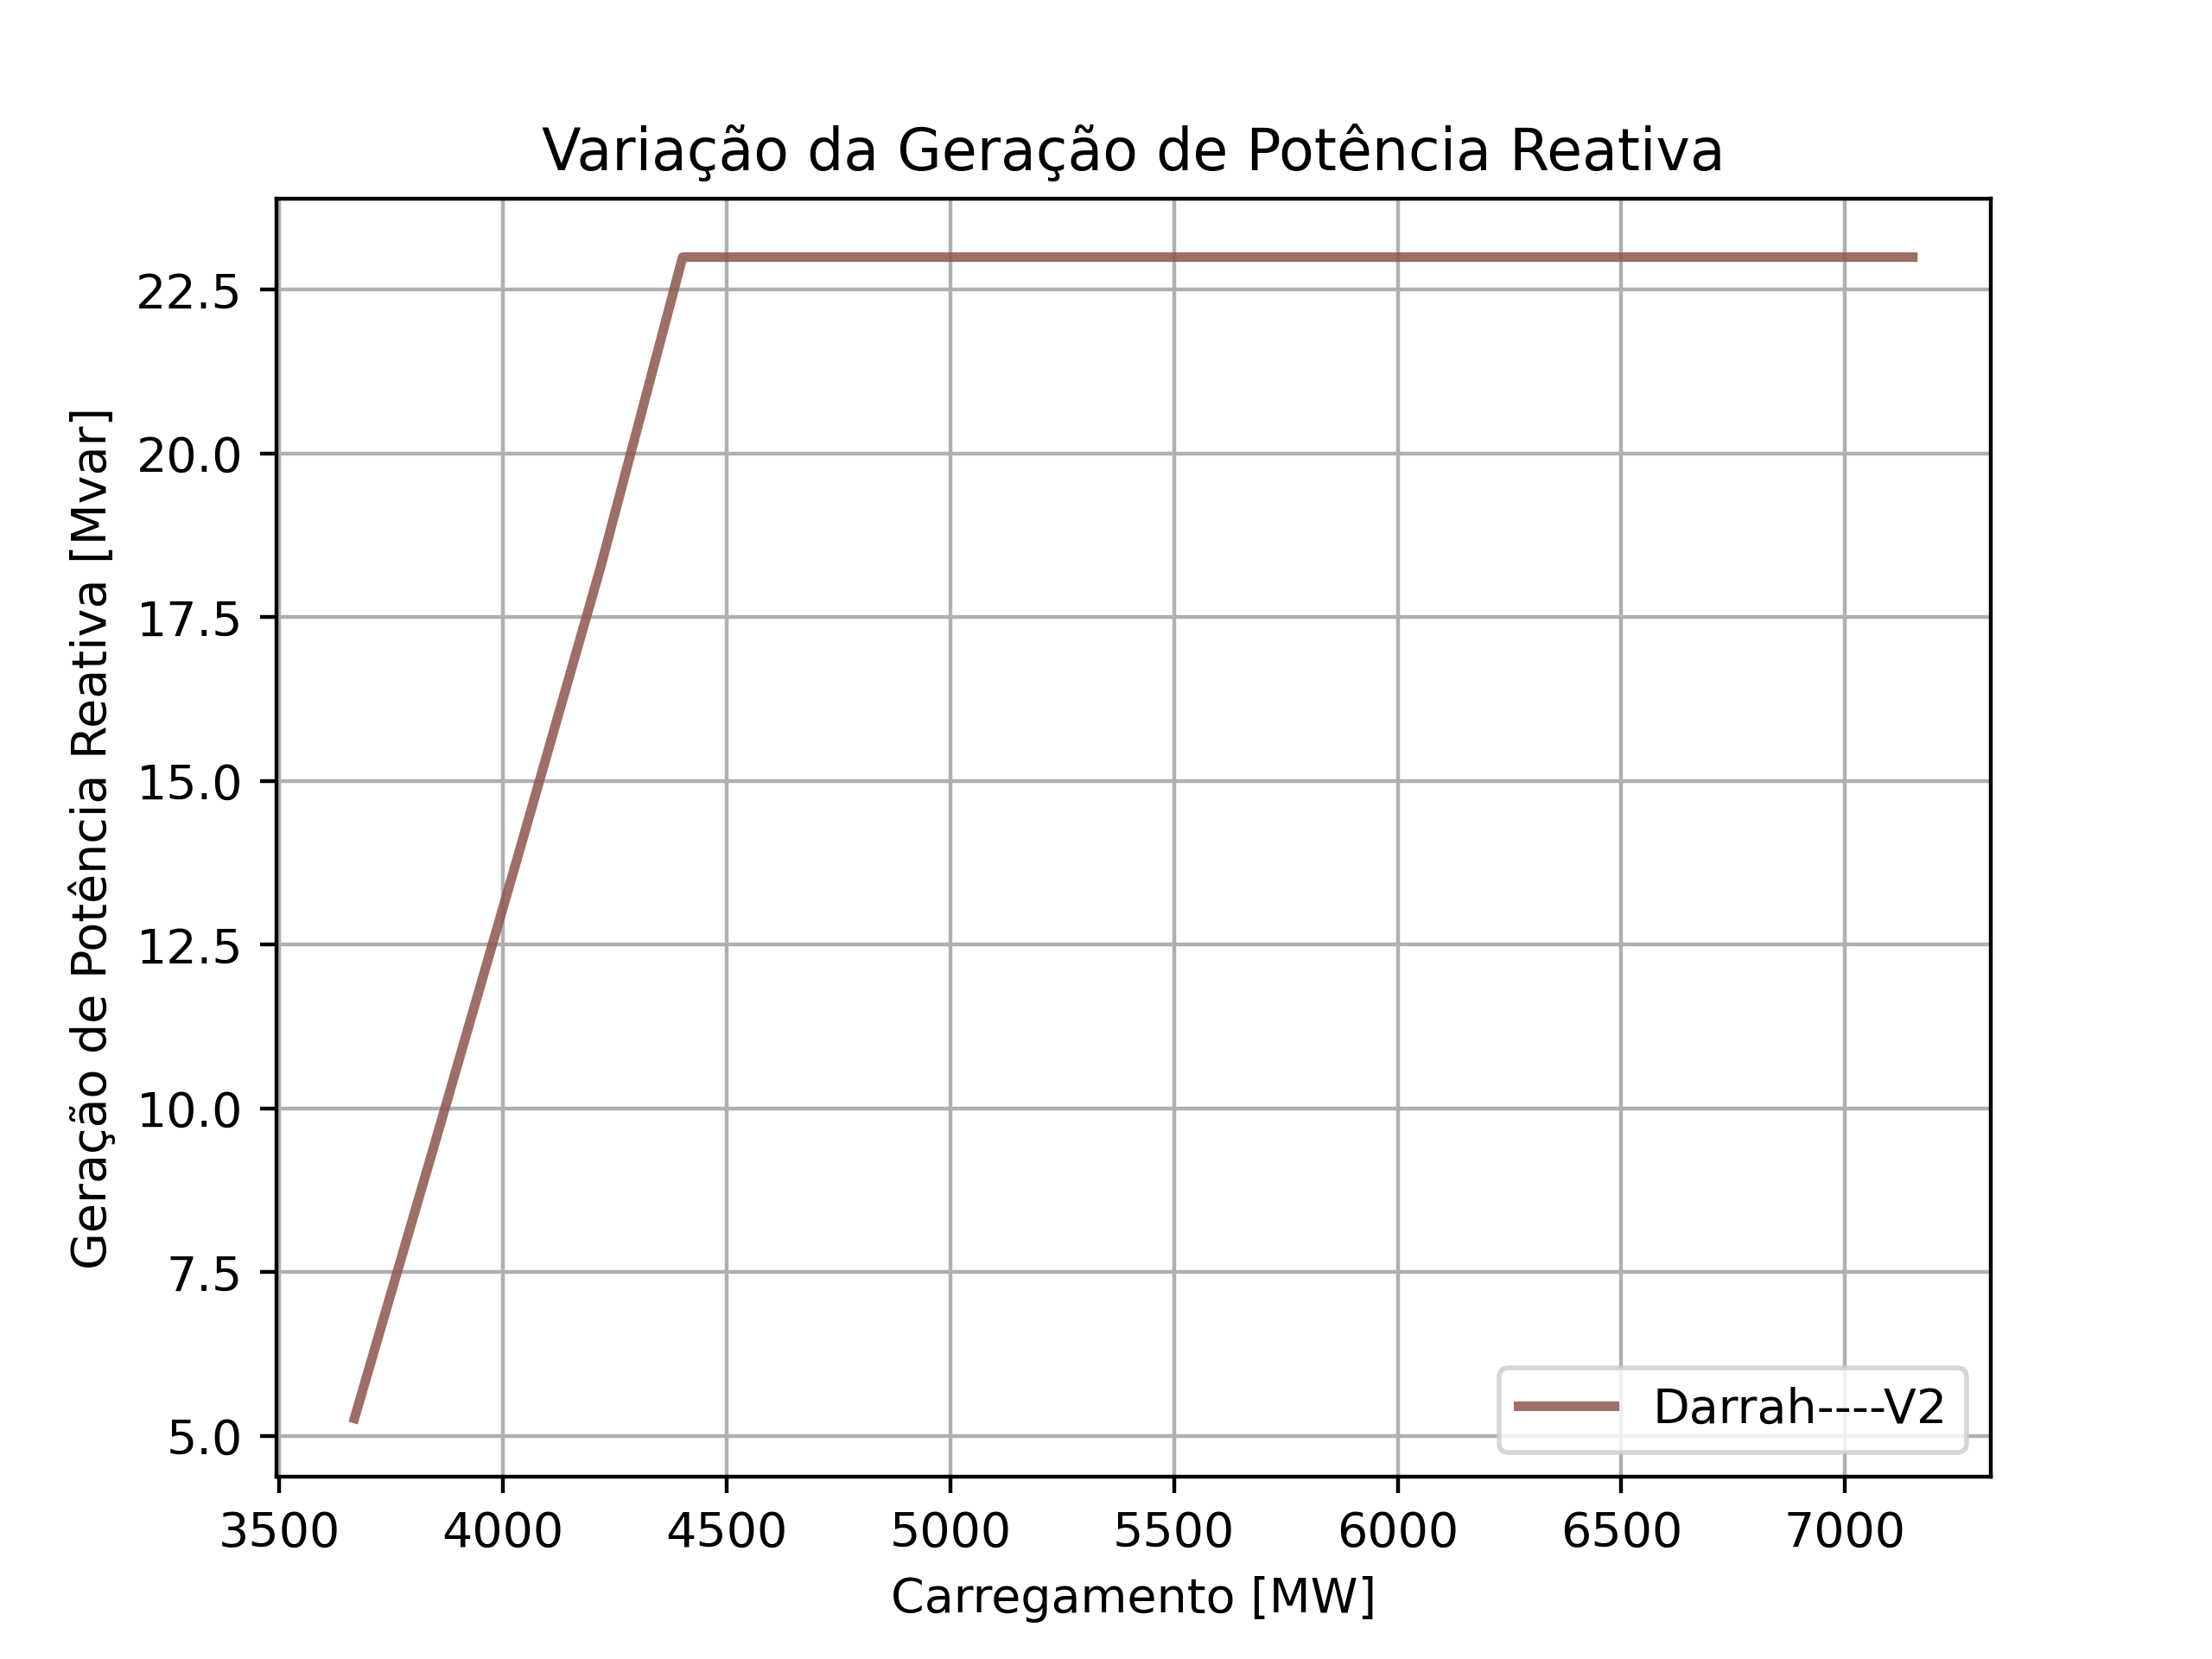 Variação da Geração de Potência Reativa
Geração de Potência Reativa [Mvar]
22.5
20.0
17.5
15.0
12.5
10.0
7.5
5.0
Darrah----V2
3500 4000 4500 5000 5500 6000 6500 7000
Carregamento [MW]